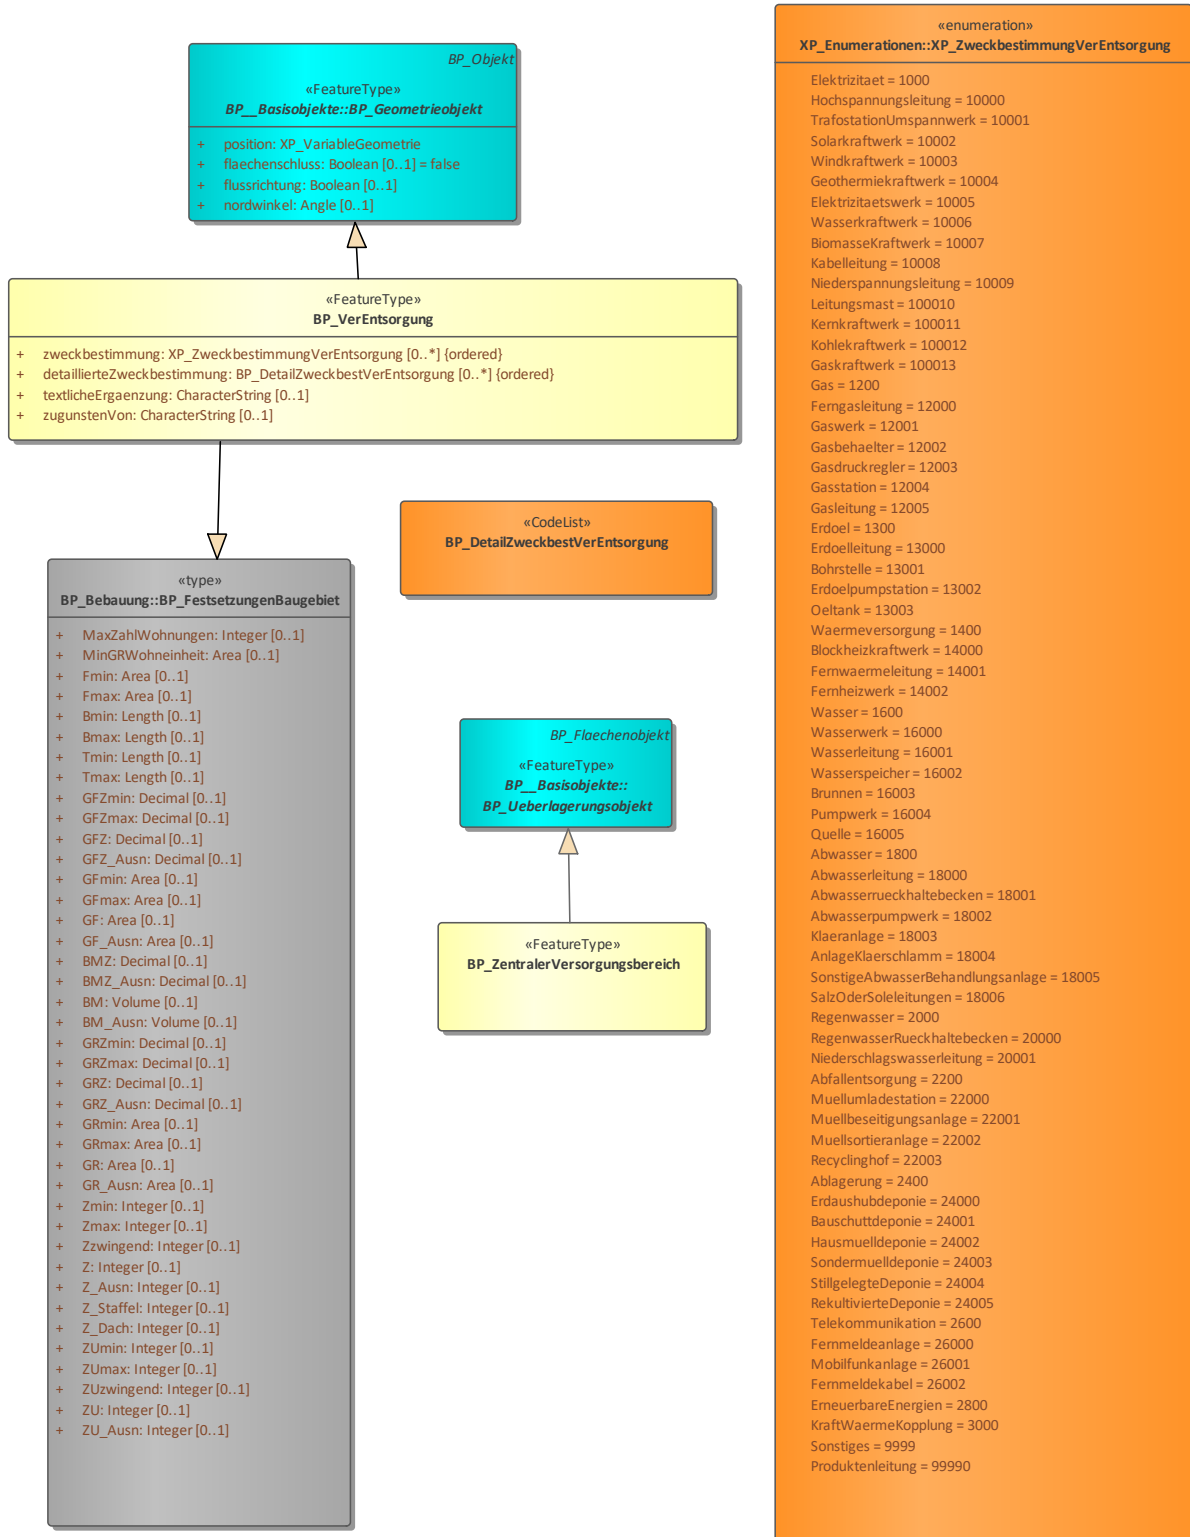 BP_Objekt
«FeatureType»
BP__Basisobjekte::BP_Geometrieobjekt
+ position: XP_VariableGeometrie
+ flaechenschluss: Boolean [0..1] = false
+ flussrichtung: Boolean [0..1]
+ nordwinkel: Angle [0..1]
«FeatureType»
BP_VerEntsorgung
+ zweckbestimmung: XP_ZweckbestimmungVerEntsorgung [0..*] {ordered}
+ detaillierteZweckbestimmung: BP_DetailZweckbestVerEntsorgung [0..*] {ordered}
+ textlicheErgaenzung: CharacterString [0..1]
+ zugunstenVon: CharacterString [0..1]
«CodeList»
BP_DetailZweckbestVerEntsorgung
«type»
BP_Bebauung::BP_FestsetzungenBaugebiet
+ MaxZahlWohnungen: Integer [0..1]
+ MinGRWohneinheit: Area [0..1]
+ Fmin: Area [0..1]
+ Fmax: Area [0..1]
+ Bmin: Length [0..1]
+ Bmax: Length [0..1]
+ Tmin: Length [0..1]
+ Tmax: Length [0..1]
+ GFZmin: Decimal [0..1]
+ GFZmax: Decimal [0..1]
+ GFZ: Decimal [0..1]
+ GFZ_Ausn: Decimal [0..1]
+ GFmin: Area [0..1]
+ GFmax: Area [0..1]
+ GF: Area [0..1]
+ GF_Ausn: Area [0..1]
+ BMZ: Decimal [0..1]
+ BMZ_Ausn: Decimal [0..1]
+ BM: Volume [0..1]
+ BM_Ausn: Volume [0..1]
+ GRZmin: Decimal [0..1]
+ GRZmax: Decimal [0..1]
+ GRZ: Decimal [0..1]
+ GRZ_Ausn: Decimal [0..1]
+ GRmin: Area [0..1]
+ GRmax: Area [0..1]
+ GR: Area [0..1]
+ GR_Ausn: Area [0..1]
+ Zmin: Integer [0..1]
+ Zmax: Integer [0..1]
+ Zzwingend: Integer [0..1]
+ Z: Integer [0..1]
+ Z_Ausn: Integer [0..1]
+ Z_Staffel: Integer [0..1]
+ Z_Dach: Integer [0..1]
+ ZUmin: Integer [0..1]
+ ZUmax: Integer [0..1]
+ ZUzwingend: Integer [0..1]
+ ZU: Integer [0..1]
+ ZU_Ausn: Integer [0..1]
BP_Flaechenobjekt
«FeatureType»
BP__Basisobjekte::
BP_Ueberlagerungsobjekt
«FeatureType»
BP_ZentralerVersorgungsbereich
«enumeration»
XP_Enumerationen::XP_ZweckbestimmungVerEntsorgung
Elektrizitaet = 1000
Hochspannungsleitung = 10000
TrafostationUmspannwerk = 10001
Solarkraftwerk = 10002
Windkraftwerk = 10003
Geothermiekraftwerk = 10004
Elektrizitaetswerk = 10005
Wasserkraftwerk = 10006
BiomasseKraftwerk = 10007
Kabelleitung = 10008
Niederspannungsleitung = 10009
Leitungsmast = 100010
Kernkraftwerk = 100011
Kohlekraftwerk = 100012
Gaskraftwerk = 100013
Gas = 1200
Ferngasleitung = 12000
Gaswerk = 12001
Gasbehaelter = 12002
Gasdruckregler = 12003
Gasstation = 12004
Gasleitung = 12005
Erdoel = 1300
Erdoelleitung = 13000
Bohrstelle = 13001
Erdoelpumpstation = 13002
Oeltank = 13003
Waermeversorgung = 1400
Blockheizkraftwerk = 14000
Fernwaermeleitung = 14001
Fernheizwerk = 14002
Wasser = 1600
Wasserwerk = 16000
Wasserleitung = 16001
Wasserspeicher = 16002
Brunnen = 16003
Pumpwerk = 16004
Quelle = 16005
Abwasser = 1800
Abwasserleitung = 18000
Abwasserrueckhaltebecken = 18001
Abwasserpumpwerk = 18002
Klaeranlage = 18003
AnlageKlaerschlamm = 18004
SonstigeAbwasserBehandlungsanlage = 18005
SalzOderSoleleitungen = 18006
Regenwasser = 2000
RegenwasserRueckhaltebecken = 20000
Niederschlagswasserleitung = 20001
Abfallentsorgung = 2200
Muellumladestation = 22000
Muellbeseitigungsanlage = 22001
Muellsortieranlage = 22002
Recyclinghof = 22003
Ablagerung = 2400
Erdaushubdeponie = 24000
Bauschuttdeponie = 24001
Hausmuelldeponie = 24002
Sondermuelldeponie = 24003
StillgelegteDeponie = 24004
RekultivierteDeponie = 24005
Telekommunikation = 2600
Fernmeldeanlage = 26000
Mobilfunkanlage = 26001
Fernmeldekabel = 26002
ErneuerbareEnergien = 2800
KraftWaermeKopplung = 3000
Sonstiges = 9999
Produktenleitung = 99990